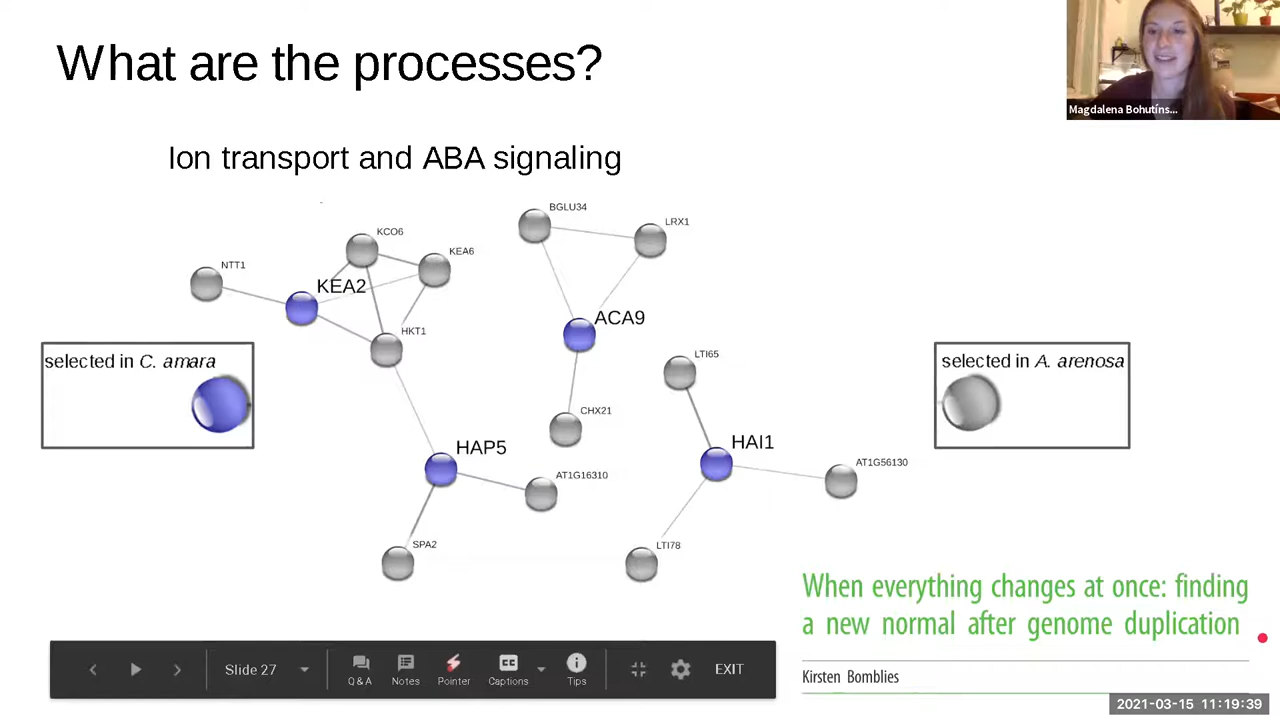 What are the processes?
Magdalena Bohutíns...
Ion transport and ABA signaling
BGLU34
LRX1
KCO6
KEA6
NTT1
KEA2
ACA9
HKT1
selected in C. amara
LTI65
selected in A. arenosa
CHX21
HAP5
HAI1
AT1G16310
AT1G56130
SPA2
LTI78
When everything changes at once: finding
a new normal after genome duplication
Kirsten Bomblies
Slide 27
Q & A
Notes
Pointer
CC
Captions
Tips
EXIT
2021-03-15 11:19:39